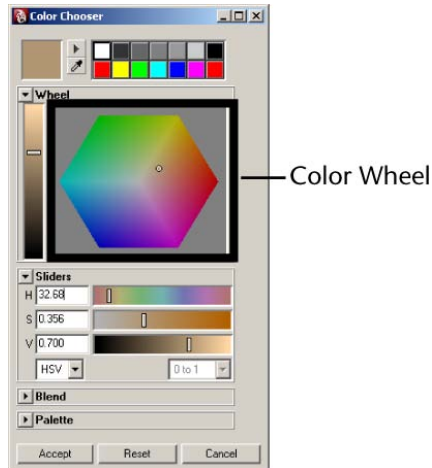 Color Chooser
Wheel
Color Wheel
Sliders
H 32.68
S 0.356
V 0.700
HSV 0 to 1
Blend
Palette
Accept Reset Cancel